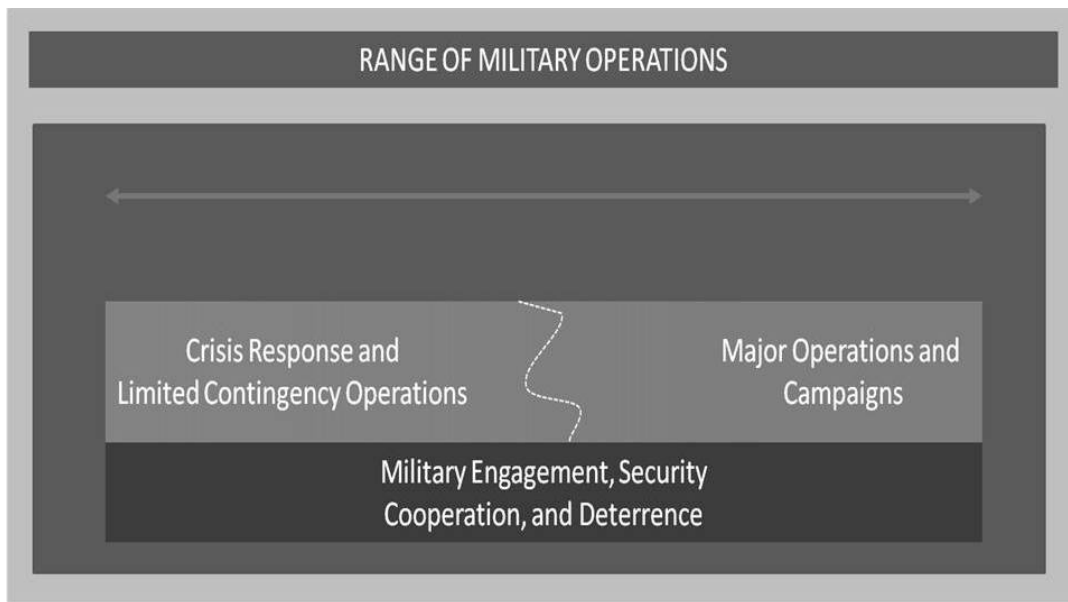 RANGE OF MILITARY OPERATIONS
Crisis Response and
Limited Contingency Operations
Major Operations and
Campaigns
Military Engagement, Security
Cooperation, and Deterrence